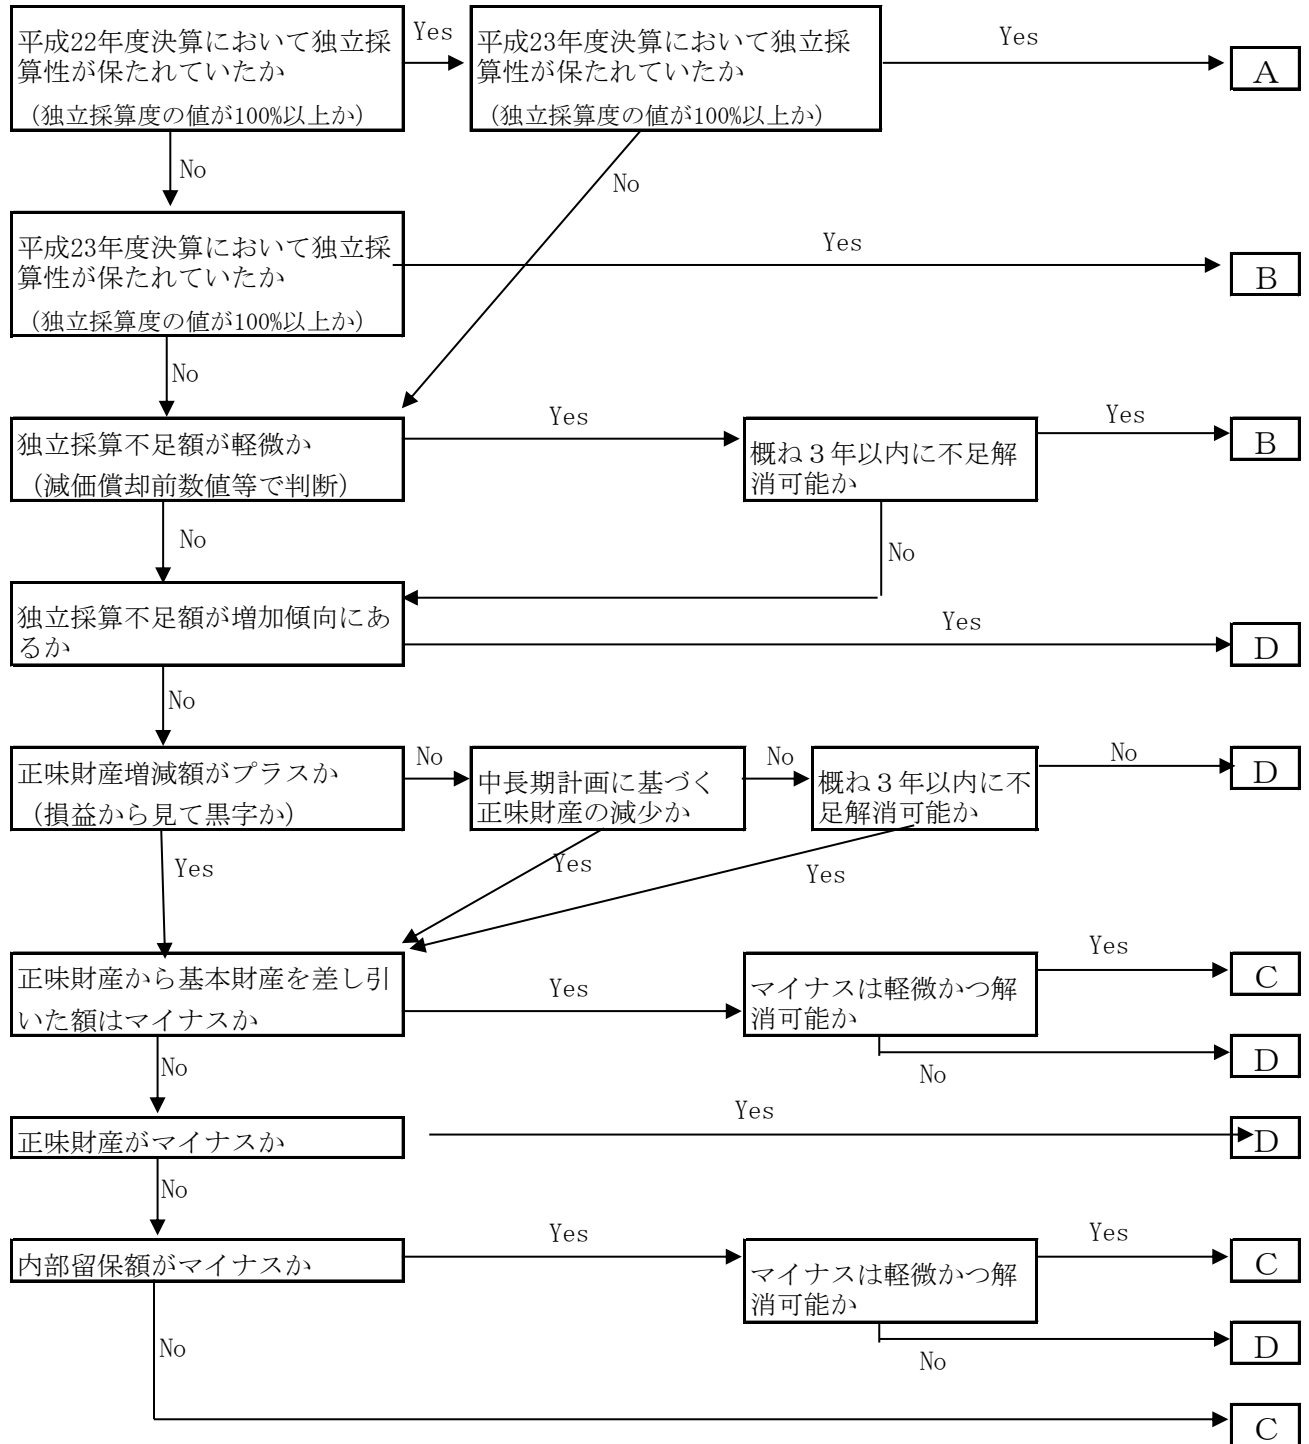 平成22年度決算において独立採
算性が保たれていたか
（独立採算度の値が100%以上か）
Yes
平成23年度決算において独立採
算性が保たれていたか
（独立採算度の値が100%以上か）
Yes
A
No
No
平成23年度決算において独立採
算性が保たれていたか
（独立採算度の値が100%以上か）
Yes
B
No
独立採算不足額が軽微か
（減価償却前数値等で判断）
Yes
概ね３年以内に不足解
消可能か
Yes
B
No
No
独立採算不足額が増加傾向にあ
るか
Yes
D
No
正味財産増減額がプラスか
（損益から見て黒字か）
No
中長期計画に基づく
正味財産の減少か
No
概ね３年以内に不
足解消可能か
No
D
Yes
Yes
Yes
正味財産から基本財産を差し引
いた額はマイナスか
Yes
マイナスは軽微かつ解
消可能か
Yes
C
No
No
D
正味財産がマイナスか
Yes
D
No
内部留保額がマイナスか
Yes
マイナスは軽微かつ解
消可能か
Yes
C
No
No
D
C